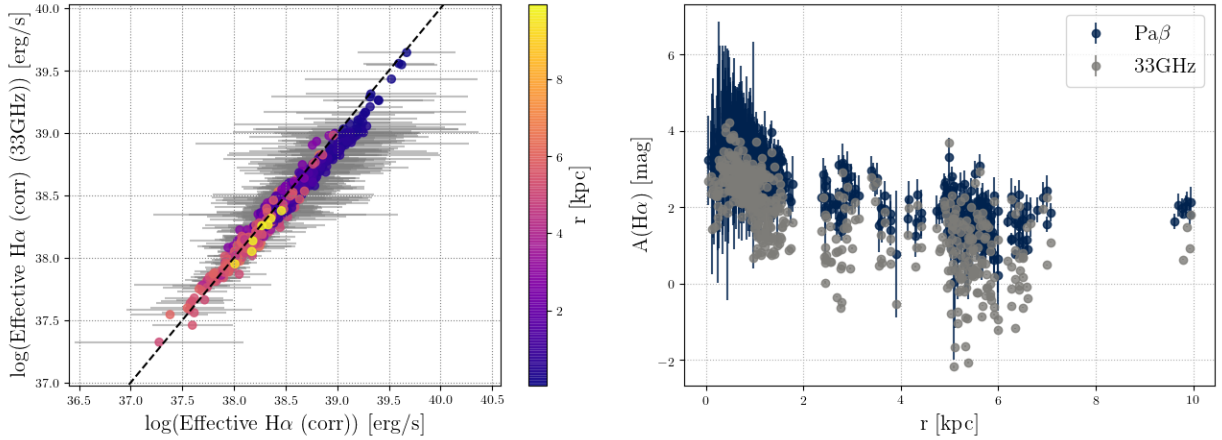 log(Effective Hα (corr) (33GHz)) [erg/s]
40.0
39.5
39.0
38.5
38.0
37.5
37.0
36.5 37.0 37.5 38.0 38.5 39.0 39.5 40.0 40.5
log(Effective Hα (corr)) [erg/s]
8
6
4
2
r [kpc]
A(Hα) [mag]
6
4
2
0
−2
0 2 4 6 8 10
r [kpc]
Paβ
33GHz